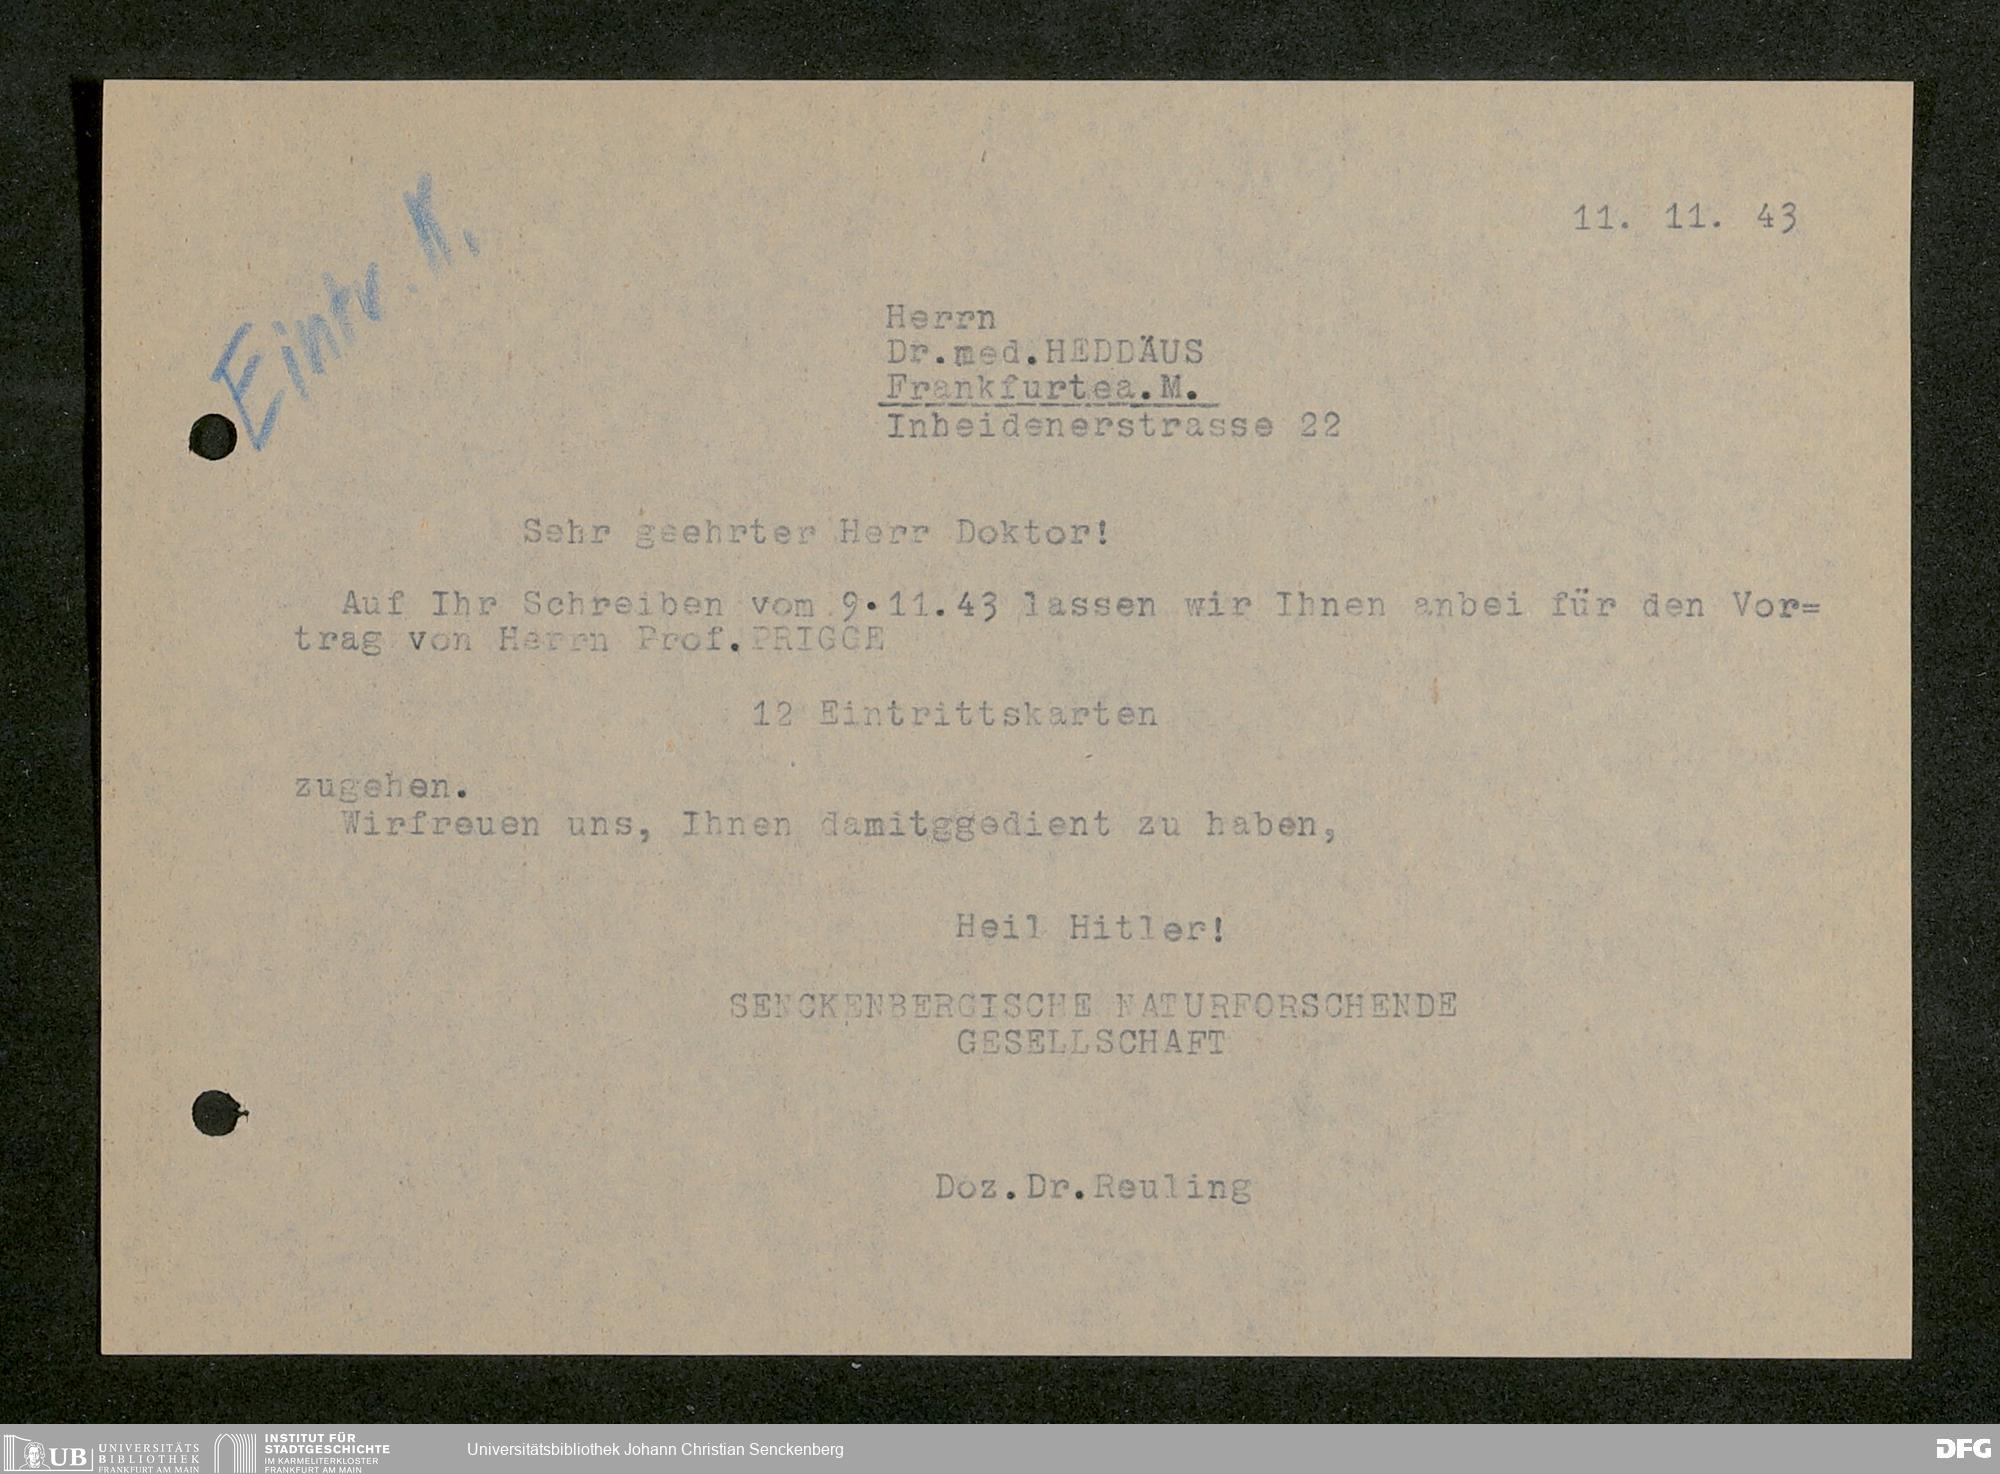 Eintr. K.
11. 11. 43
Herrn
Dr.med.HEDDÄUS
Frankfurtea.M.
Inheidenerstrasse 22
Sehr geehrter Herr Doktor!
Auf Ihr Schreiben vom 9.11.43 lassen wir Ihnen anbei für den Vor=
trag von Herrn Prof.PRIGGE
12 Eintrittskarten
zugehen.
Wirfreuen uns, Ihnen damitggedient zu haben,
Heil Hitler!
SENCKENBERGISCHE NATURFORSCHENDE
GESELLSCHAFT
Doz.Dr.Reuling
UB UNIVERSITÄTS
BIBLIOTHEK
FRANKFURT AM MAIN
INSTITUT FÜR
STADTGESCHICHTE
IM KARMELITERKLOSTER
FRANKFURT AM MAIN
Universitätsbibliothek Johann Christian Senckenberg
DFG